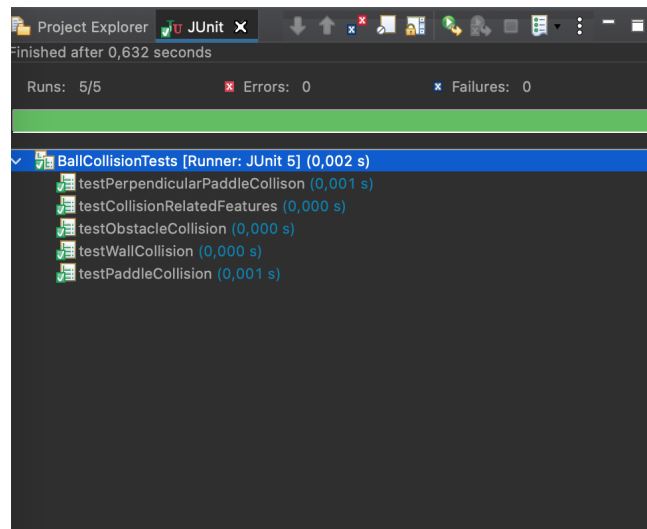 Project Explorer JUnit
Finished after 0,632 seconds
Runs: 5/5 Errors: 0 Failures: 0
BallCollisionTests [Runner: JUnit 5] (0,002 s)
testPerpendicularPaddleCollison (0,001 s)
testCollisionRelatedFeatures (0,000 s)
testObstacleCollision (0,000 s)
testWallCollision (0,000 s)
testPaddleCollision (0,001 s)